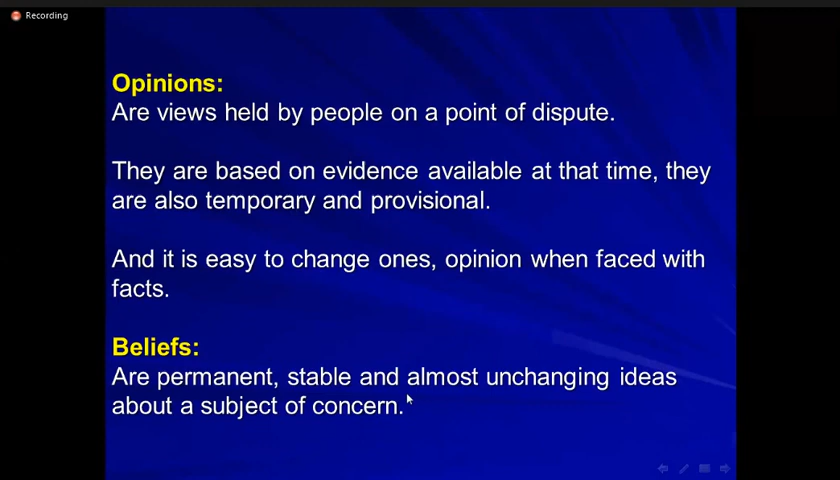 Recording
Opinions:
Are views held by people on a point of dispute.
They are based on evidence available at that time, they
are also temporary and provisional.
And it is easy to change ones, opinion when faced with
facts.
Beliefs:
Are permanent, stable and almost unchanging ideas
about a subject of concern.